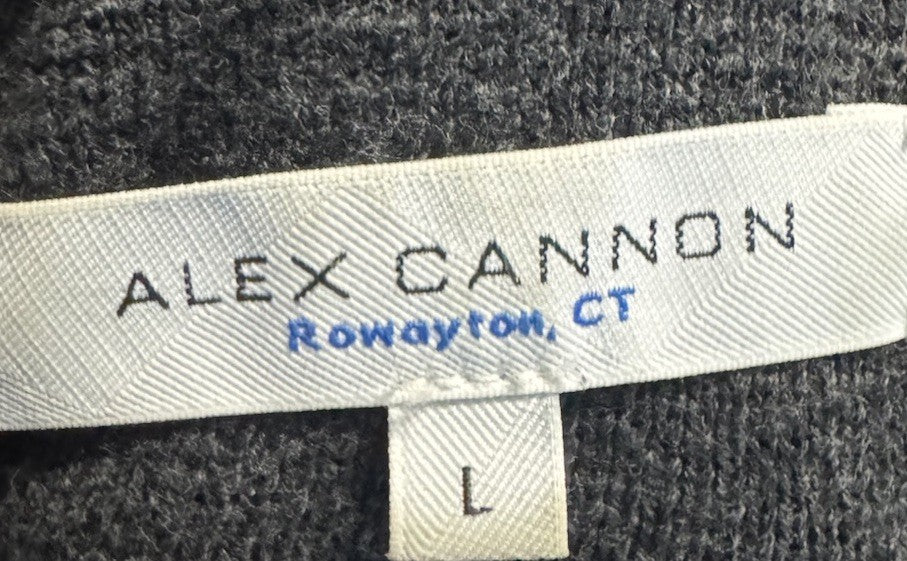 ALEX CANNON
Rowayton, CT
L